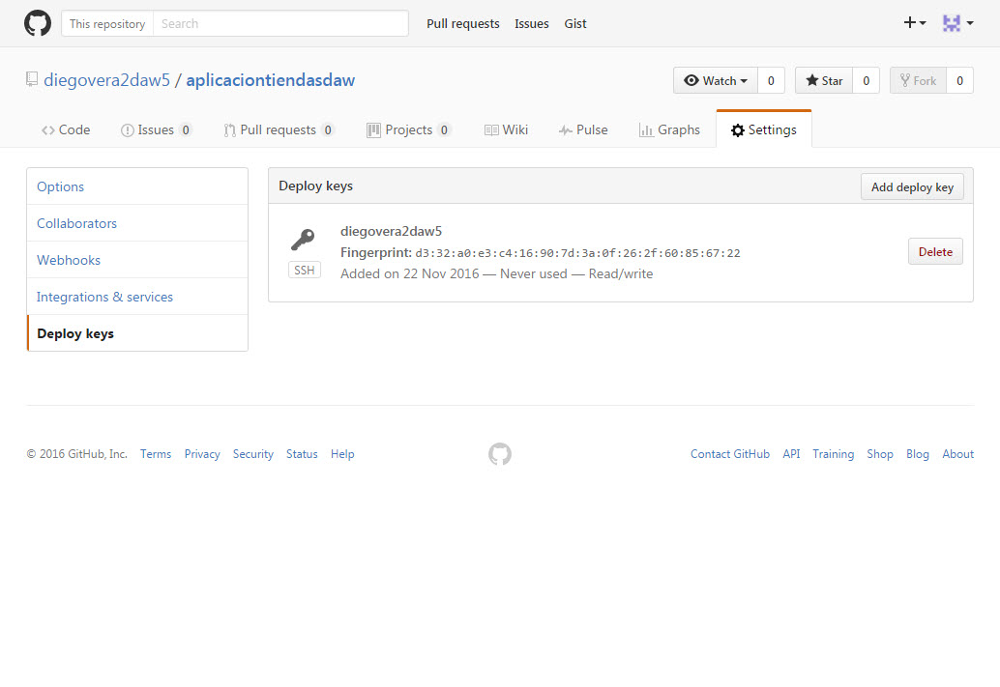 This repository Search Pull requests Issues Gist
diegovera2daw5 / aplicaciontiendasdaw Watch 0 Star 0 Fork 0
Code Issues 0 Pull requests 0 Projects 0 Wiki Pulse Graphs Settings
Options
Collaborators
Webhooks
Integrations & services
Deploy keys
Deploy keys Add deploy key
diegovera2daw5
Fingerprint: d3:32:a0:e3:c4:16:90:7d:3a:0f:26:2f:60:85:67:22
SSH Added on 22 Nov 2016 — Never used — Read/write
Delete
© 2016 GitHub, Inc. Terms Privacy Security Status Help Contact GitHub API Training Shop Blog About